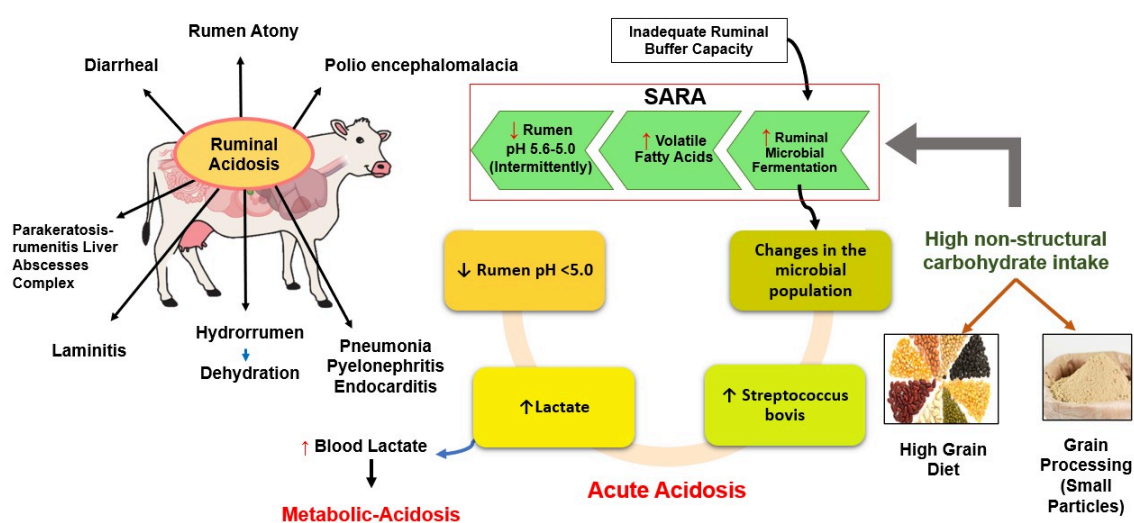 Rumen Atony
Diarrheal
Polio encephalomalacia
Ruminal
Acidosis
Parakeratosis-
rumenitis Liver
Abscesses
Complex
Laminitis
Hydrorrumen
Dehydration
Pneumonia
Pyelonephritis
Endocarditis
Inadequate Ruminal
Buffer Capacity
SARA
↓ Rumen
pH 5.6-5.0
(Intermittently)
↑ Volatile
Fatty Acids
↑ Ruminal
Microbial
Fermentation
↓ Rumen pH <5.0
Changes in the
microbial
population
↑Lactate
↑ Streptococcus
bovis
↑ Blood Lactate
Metabolic-Acidosis
Acute Acidosis
High non-structural
carbohydrate intake
High Grain
Diet
Grain
Processing
(Small
Particles)